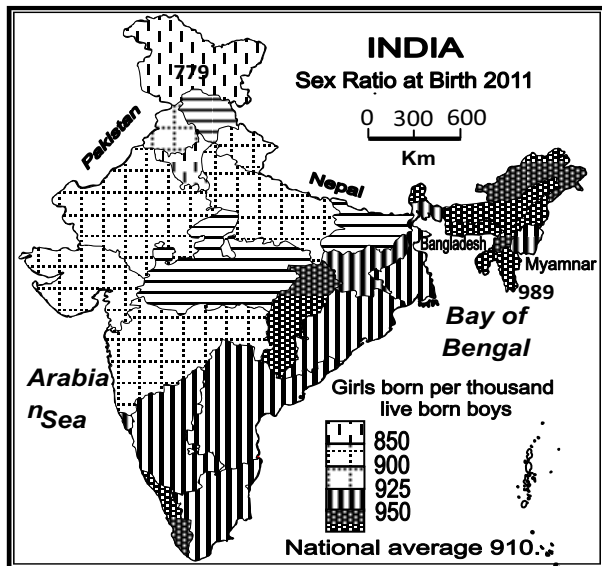 INDIA
Sex Ratio at Birth 2011
779
0 300 600
Km
Pakistan
Nepal
Bangladesh
Myamnar
989
Bay of
Bengal
Arabia
nSea
Girls born per thousand
live born boys
850
900
925
950
National average 910.